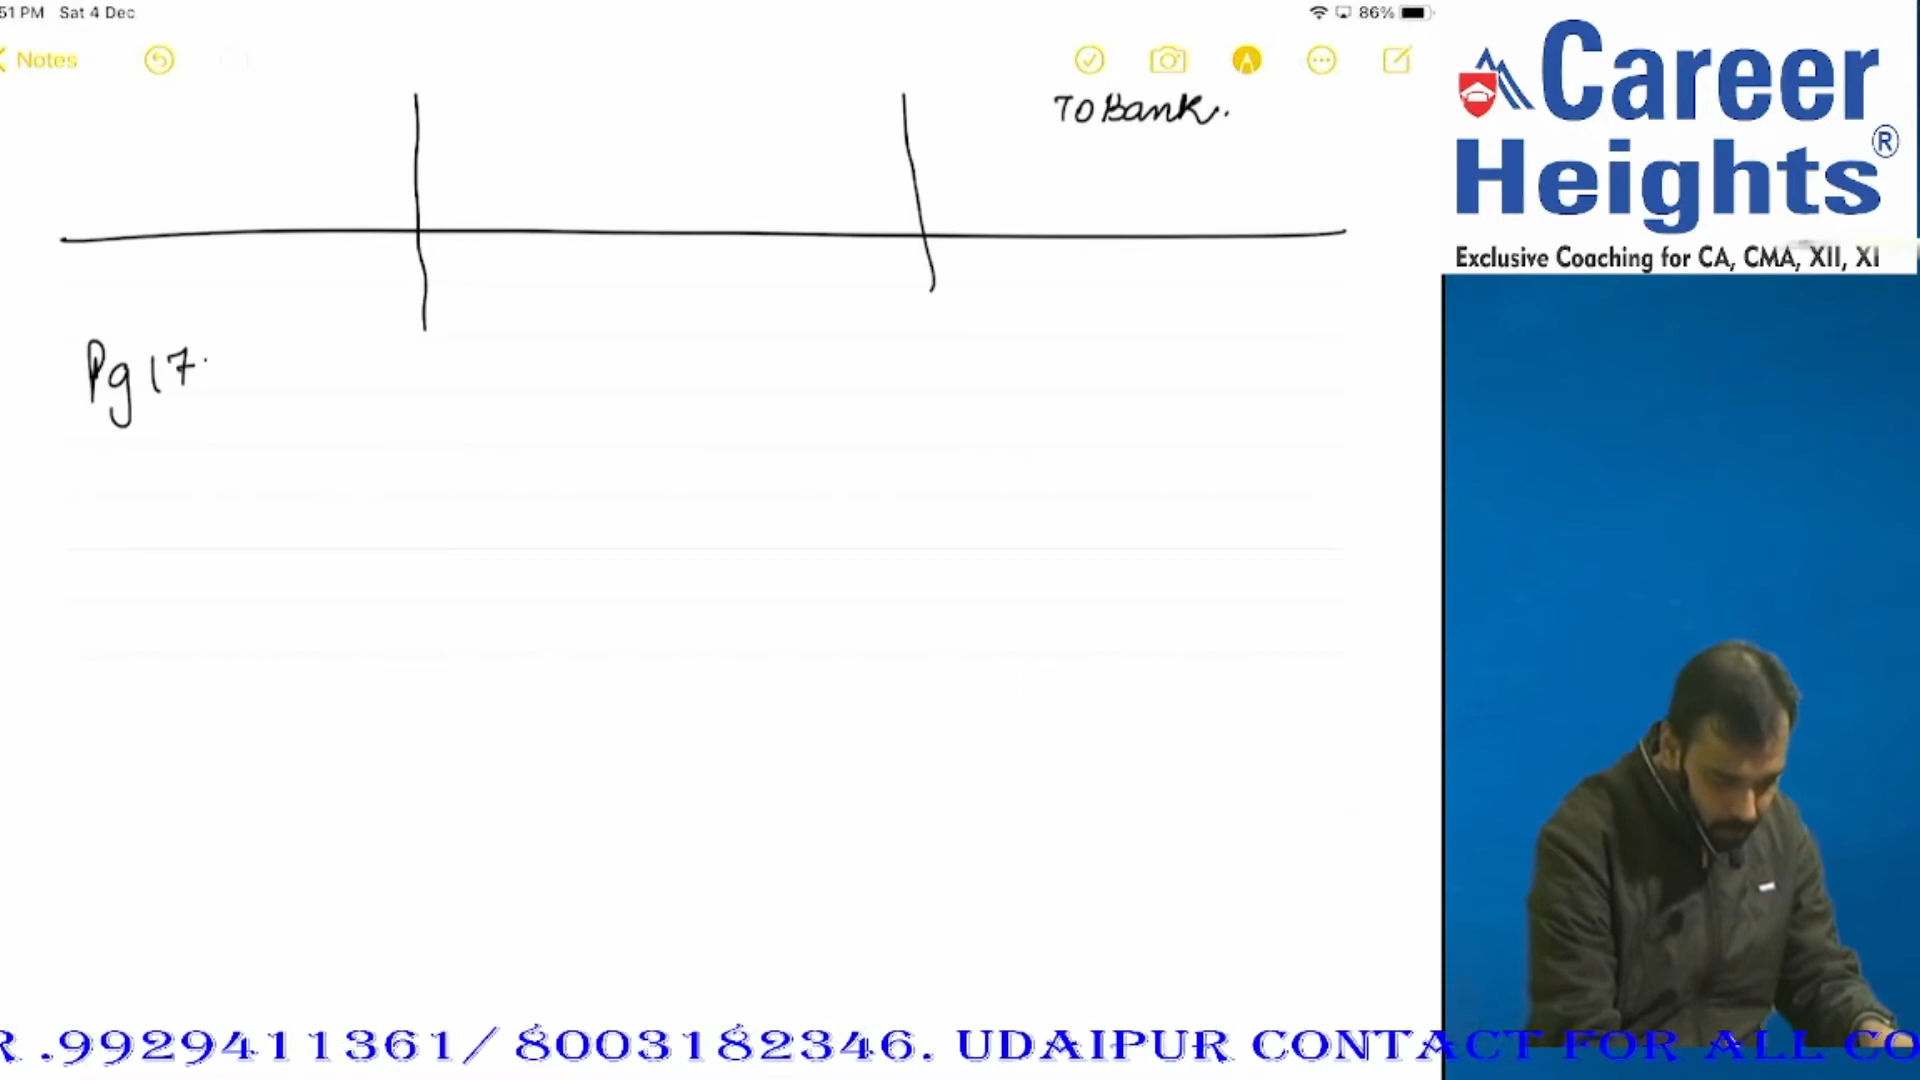 51 PM Sat 4 Dec
86%
Notes
To Bank.
Pg 17.
Career
Heights®
Exclusive Coaching for CA, CMA, XII, XI
R .9929411361/ 8003182346. UDAIPUR CONTACT FOR ALL CO